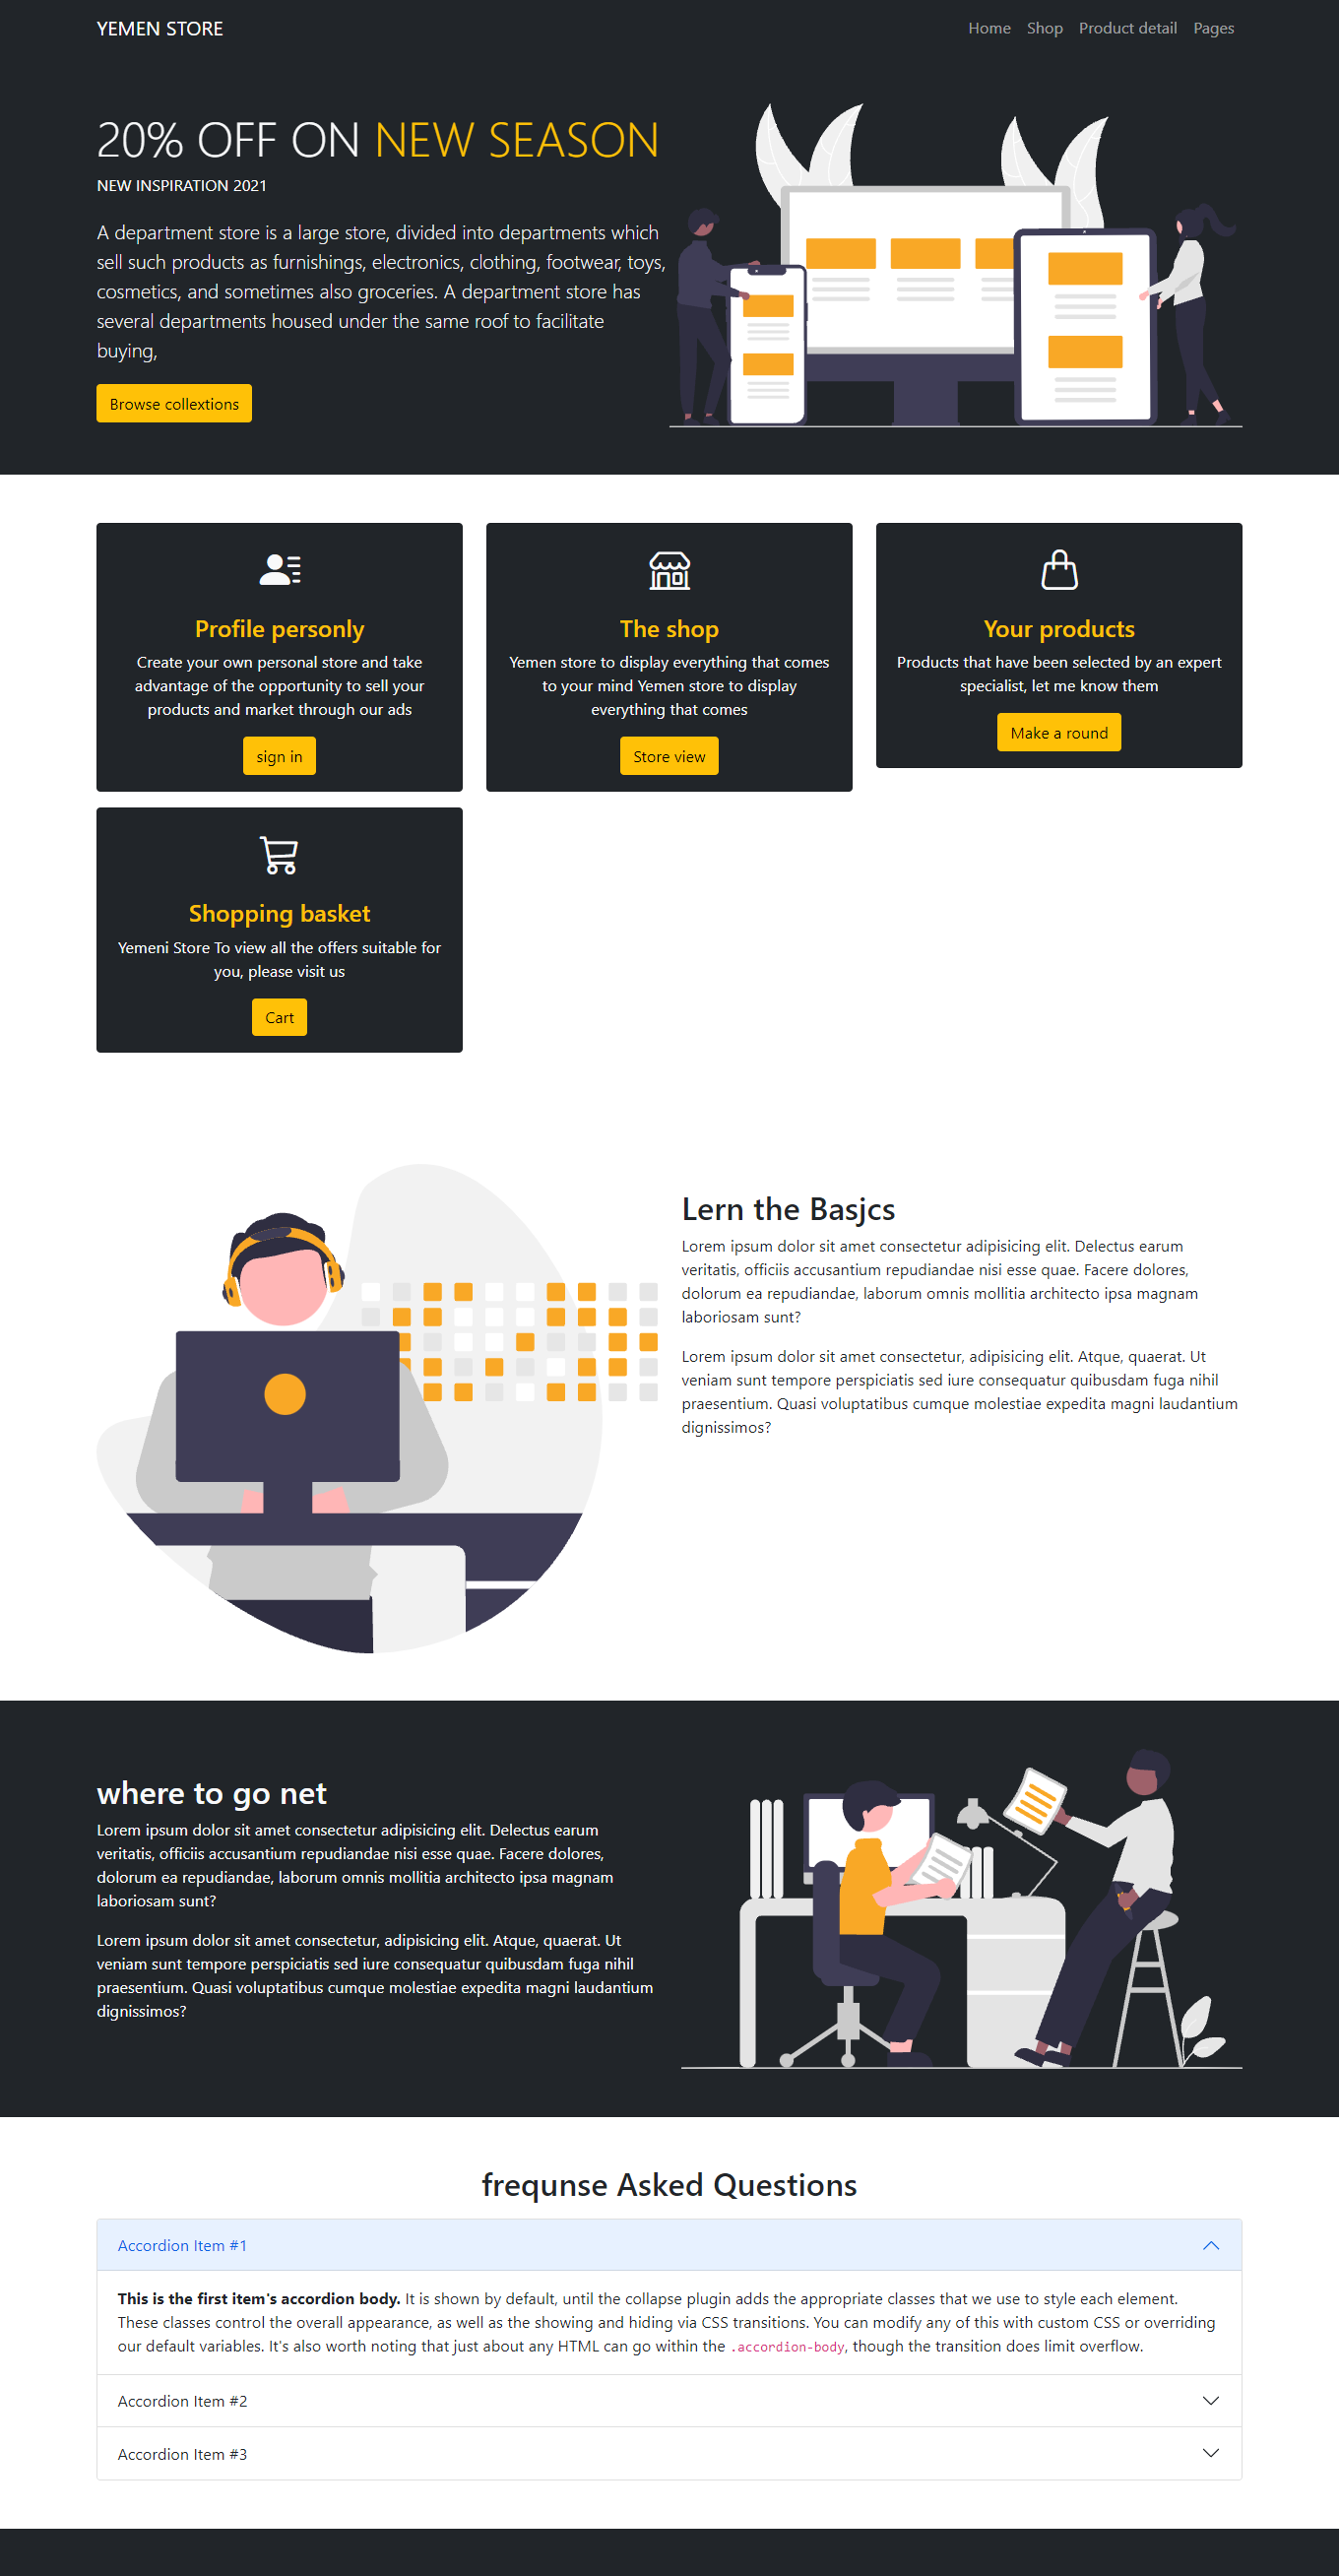 YEMEN STORE
Home Shop Product detail Pages
20% OFF ON NEW SEASON
NEW INSPIRATION 2021
A department store is a large store, divided into departments which
sell such products as furnishings, electronics, clothing, footwear, toys,
cosmetics, and sometimes also groceries. A department store has
several departments housed under the same roof to facilitate
buying,
Browse collextions
Profile personly
Create your own personal store and take
advantage of the opportunity to sell your
products and market through our ads
sign in
The shop
Yemen store to display everything that comes
to your mind Yemen store to display
everything that comes
Store view
Your products
Products that have been selected by an expert
specialist, let me know them
Make a round
Shopping basket
Yemeni Store To view all the offers suitable for
you, please visit us
Cart
Lern the Basjcs
Lorem ipsum dolor sit amet consectetur adipisicing elit. Delectus earum
veritatis, officiis accusantium repudiandae nisi esse quae. Facere dolores,
dolorum ea repudiandae, laborum omnis mollitia architecto ipsa magnam
laboriosam sunt?
Lorem ipsum dolor sit amet consectetur, adipisicing elit. Atque, quaerat. Ut
veniam sunt tempore perspiciatis sed iure consequatur quibusdam fuga nihil
praesentium. Quasi voluptatibus cumque molestiae expedita magni laudantium
dignissimos?
where to go net
Lorem ipsum dolor sit amet consectetur adipisicing elit. Delectus earum
veritatis, officiis accusantium repudiandae nisi esse quae. Facere dolores,
dolorum ea repudiandae, laborum omnis mollitia architecto ipsa magnam
laboriosam sunt?
Lorem ipsum dolor sit amet consectetur, adipisicing elit. Atque, quaerat. Ut
veniam sunt tempore perspiciatis sed iure consequatur quibusdam fuga nihil
praesentium. Quasi voluptatibus cumque molestiae expedita magni laudantium
dignissimos?
frequnse Asked Questions
Accordion Item #1
This is the first item's accordion body. It is shown by default, until the collapse plugin adds the appropriate classes that we use to style each element.
These classes control the overall appearance, as well as the showing and hiding via CSS transitions. You can modify any of this with custom CSS or overriding
our default variables. It's also worth noting that just about any HTML can go within the .accordion-body, though the transition does limit overflow.
Accordion Item #2
Accordion Item #3